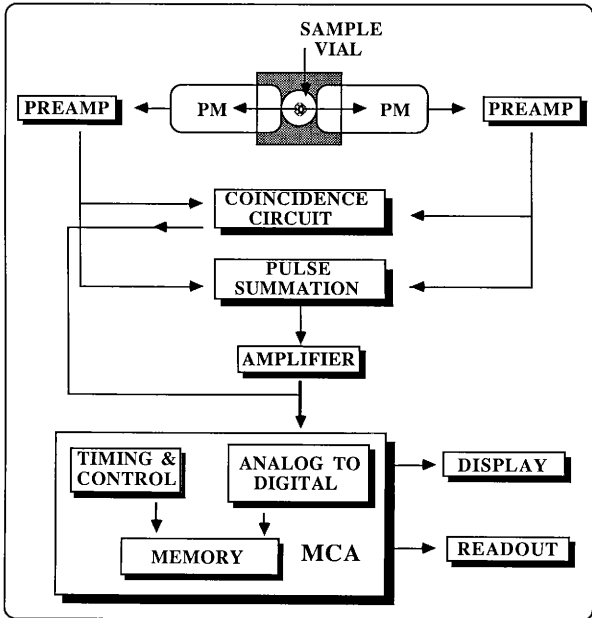 SAMPLE
VIAL
PREAMP
PM
PM
PREAMP
COINCIDENCE
CIRCUIT
PULSE
SUMMATION
AMPLIFIER
TIMING &
CONTROL
ANALOG TO
DIGITAL
MEMORY
MCA
DISPLAY
READOUT